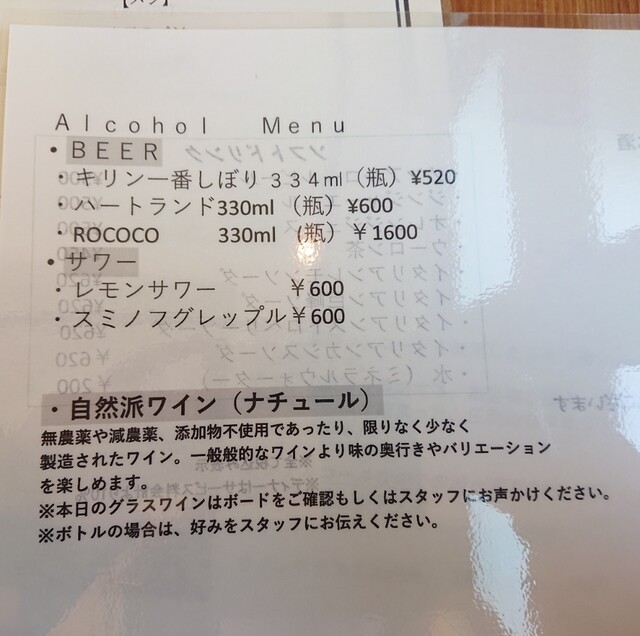 Alcohol Menu
・BEER
・キリン一番しぼり３３４㎖（瓶）¥520
・ハートランド330ml（瓶）¥600
・ROCOCO 330ml （瓶）￥1600
・サワー
・レモンサワー ￥600
・スミノフグレップル￥600
・自然派ワイン（ナチュール）
無農薬や減農薬、添加物不使用であったり、限りなく少なく
製造されたワイン。一般般的なワインより味の奥行きやバリエーション
を楽しめます。
※本日のグラスワインはボードをご確認もしくはスタッフにお声かけください。
※ボトルの場合は、好みをスタッフにお伝えください。